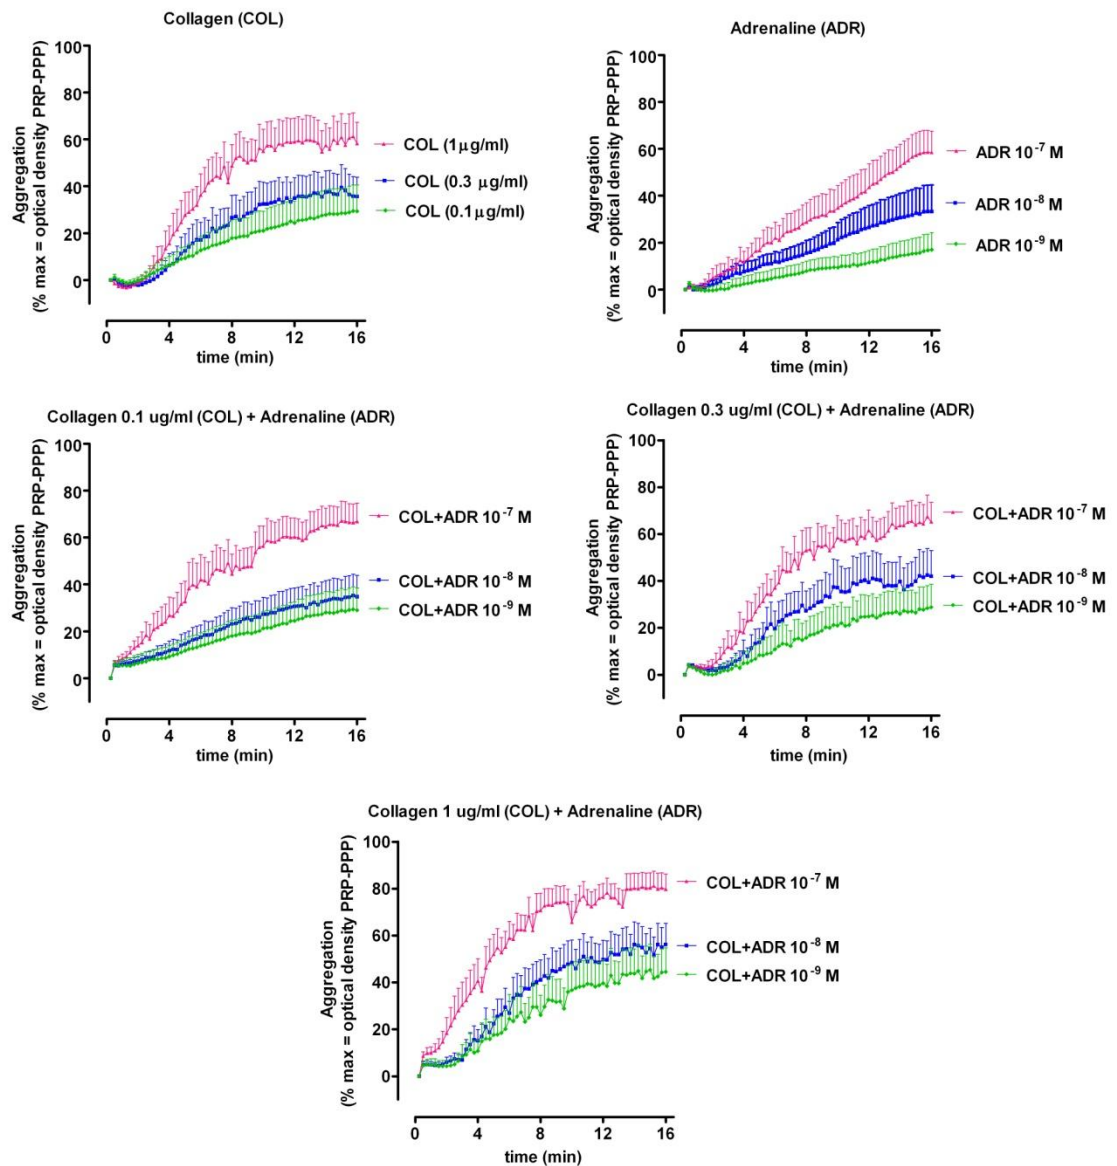 Collagen (COL)
Aggregation
(% max = optical density PRP-PPP)
100
80
60
40
20
0
0 4 8 12 16
time (min)
COL (1μg/ml)
COL (0.3 μg/ml)
COL (0.1μg/ml)
Adrenaline (ADR)
Aggregation
(% max = optical density PRP-PPP)
100
80
60
40
20
0
0 4 8 12 16
time (min)
ADR 10⁻⁷ M
ADR 10⁻⁸ M
ADR 10⁻⁹ M
Collagen 0.1 ug/ml (COL) + Adrenaline (ADR)
Aggregation
(% max = optical density PRP-PPP)
100
80
60
40
20
0
0 4 8 12 16
time (min)
COL+ADR 10⁻⁷ M
COL+ADR 10⁻⁸ M
COL+ADR 10⁻⁹ M
Collagen 0.3 ug/ml (COL) + Adrenaline (ADR)
Aggregation
(% max = optical density PRP-PPP)
100
80
60
40
20
0
0 4 8 12 16
time (min)
COL+ADR 10⁻⁷ M
COL+ADR 10⁻⁸ M
COL+ADR 10⁻⁹ M
Collagen 1 ug/ml (COL) + Adrenaline (ADR)
Aggregation
(% max = optical density PRP-PPP)
100
80
60
40
20
0
0 4 8 12 16
time (min)
COL+ADR 10⁻⁷ M
COL+ADR 10⁻⁸ M
COL+ADR 10⁻⁹ M